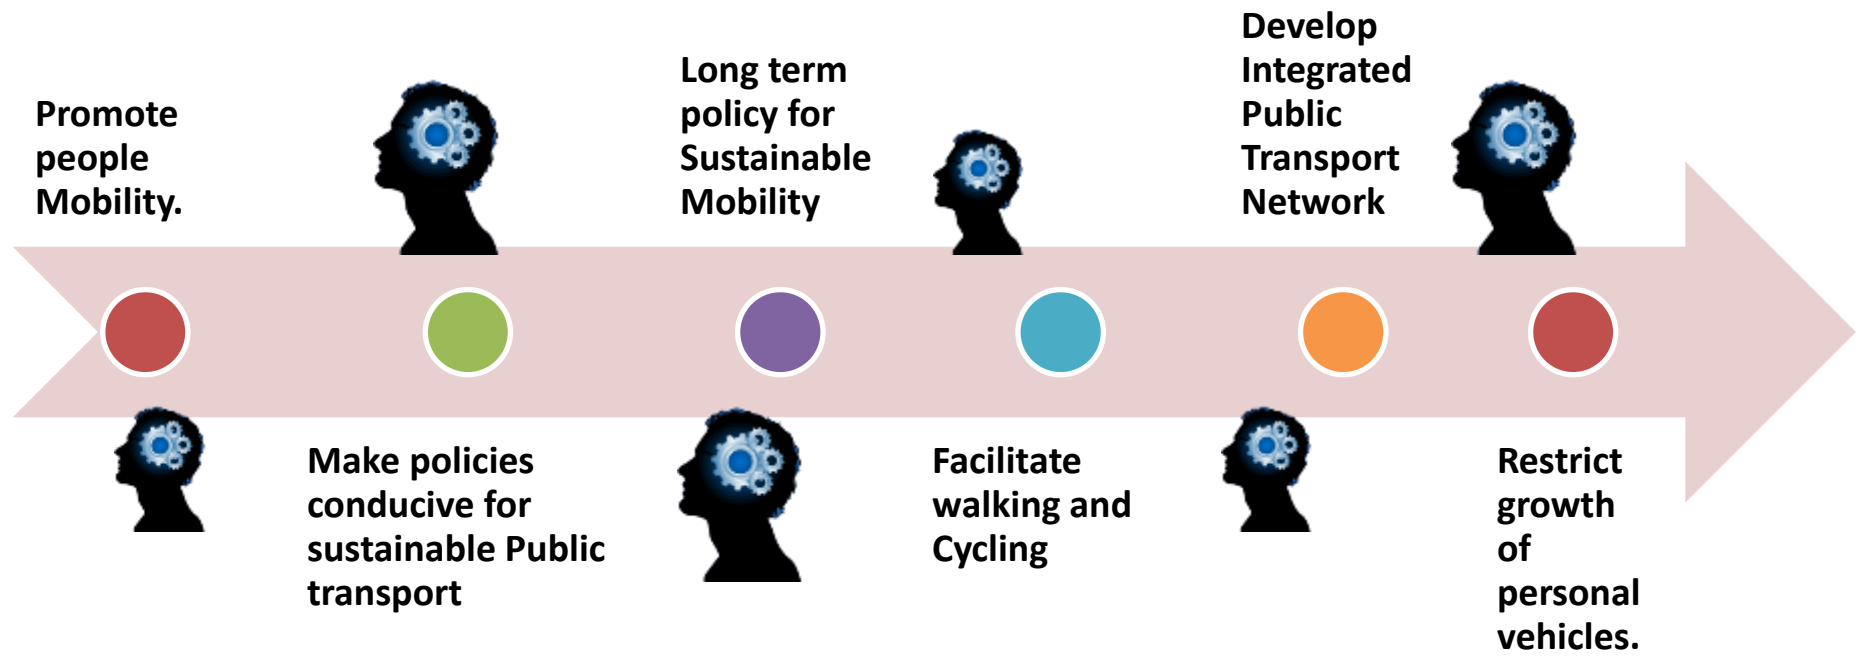 Promote
people
Mobility.
Make policies
conducive for
sustainable Public
transport
Long term
policy for
Sustainable
Mobility
Facilitate
walking and
Cycling
Develop
Integrated
Public
Transport
Network
Restrict
growth
of
personal
vehicles.